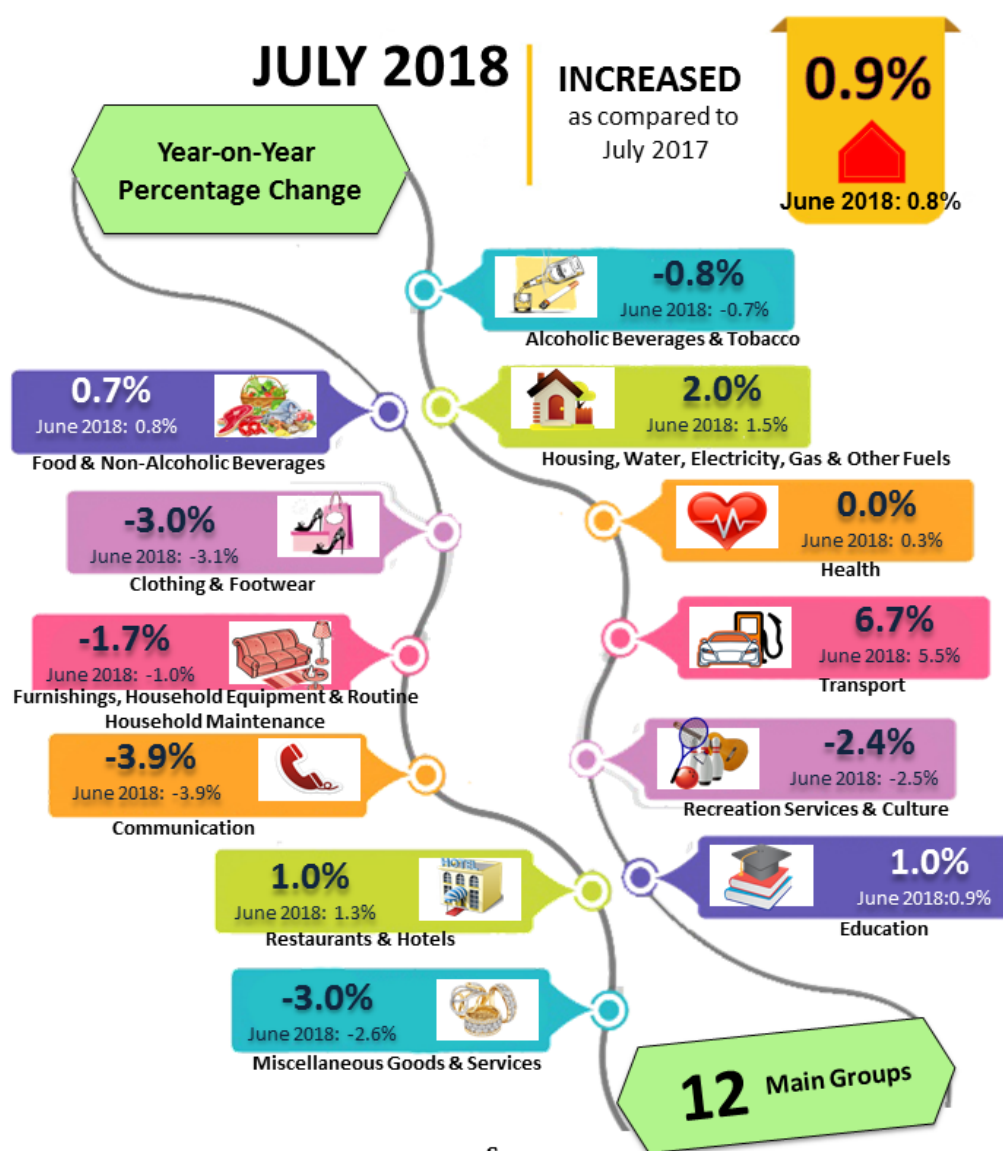 JULY 2018
INCREASED
as compared to
July 2017
0.9%
June 2018: 0.8%
Year-on-Year
Percentage Change
-0.8%
June 2018: -0.7%
Alcoholic Beverages & Tobacco
0.7%
June 2018: 0.8%
Food & Non-Alcoholic Beverages
2.0%
June 2018: 1.5%
Housing, Water, Electricity, Gas & Other Fuels
-3.0%
June 2018: -3.1%
Clothing & Footwear
0.0%
June 2018: 0.3%
Health
-1.7%
June 2018: -1.0%
Furnishings, Household Equipment & Routine
Household Maintenance
6.7%
June 2018: 5.5%
Transport
-3.9%
June 2018: -3.9%
Communication
-2.4%
June 2018: -2.5%
Recreation Services & Culture
1.0%
June 2018: 1.3%
Restaurants & Hotels
1.0%
June 2018:0.9%
Education
-3.0%
June 2018: -2.6%
Miscellaneous Goods & Services
12 Main Groups